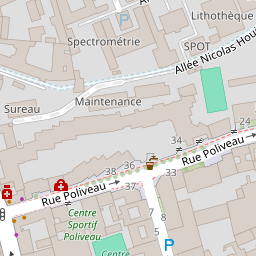 Lithothèque
P
Spectrométrie
SPOT
Allée Nicolas Hou
Maintenance
Sureau
24
34
Rue Poliveau
36
38
33
37
Rue Poliveau
Centre
Sportif
Poliveau
7
5
8
P